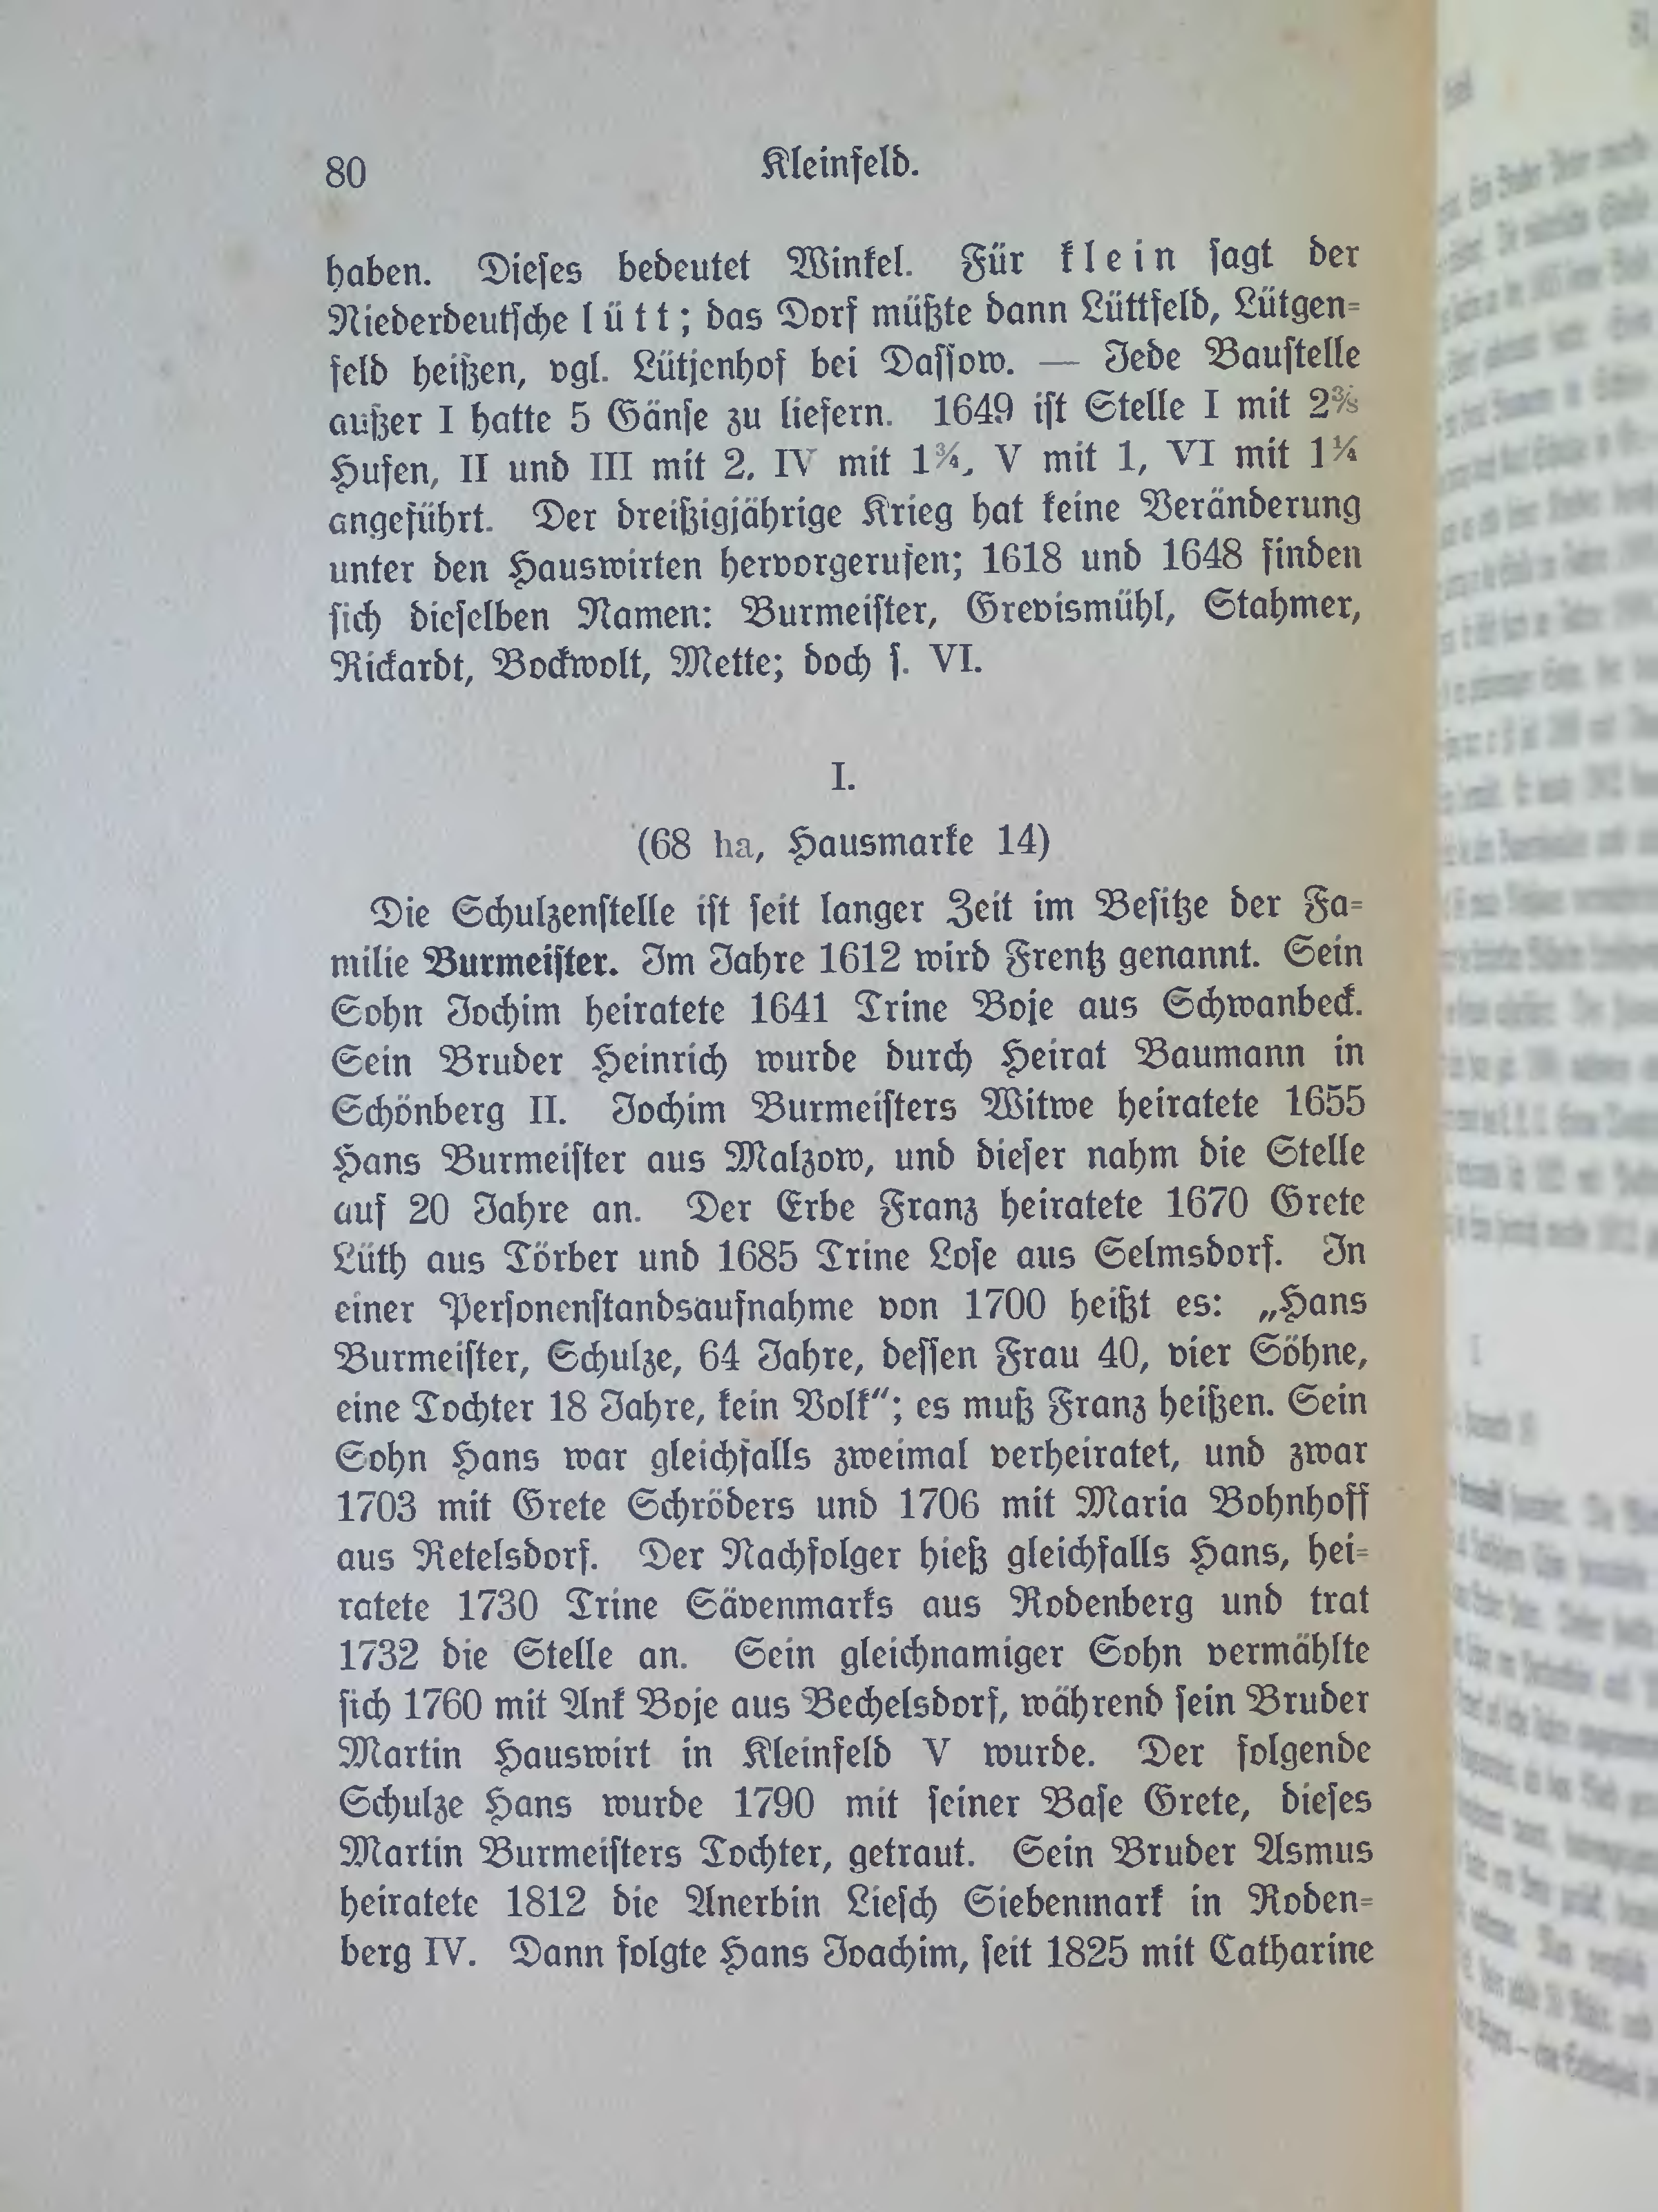 80 Kleinfeld.
haben. Dieses bedeutet Winkel. Für klein sagt der
Niederdeutsche lütt; das Dorf müßte dann Lüttfeld, Lütgen-
feld heißen, vgl. Lütjenhof bei Dassow. — Jede Baustelle
außer I hatte 5 Gänse zu liefern. 1649 ist Stelle I mit 2⅜
Hufen, II und III mit 2, IV mit 1¾, V mit 1, VI mit 1¼
angeführt. Der dreißigjährige Krieg hat keine Veränderung
unter den Hauswirten hervorgerufen; 1618 und 1648 finden
sich dieselben Namen: Burmeister, Grevismühl, Stahmer,
Rickardt, Bockwolt, Mette; doch s. VI.
I.
(68 ha, Hausmarke 14)
Die Schulzenstelle ist seit langer Zeit im Besitze der Fa-
milie Burmeister. Im Jahre 1612 wird Frentz genannt. Sein
Sohn Jochim heiratete 1641 Trine Boje aus Schwanbeck.
Sein Bruder Heinrich wurde durch Heirat Baumann in
Schönberg II. Jochim Burmeisters Witwe heiratete 1655
Hans Burmeister aus Malzow, und dieser nahm die Stelle
auf 20 Jahre an. Der Erbe Franz heiratete 1670 Grete
Lüth aus Törber und 1685 Trine Lose aus Selmsdorf. In
einer Personenstandsaufnahme von 1700 heißt es: „Hans
Burmeister, Schulze, 64 Jahre, dessen Frau 40, vier Söhne,
eine Tochter 18 Jahre, kein Volk“; es muß Franz heißen. Sein
Sohn Hans war gleichfalls zweimal verheiratet, und zwar
1703 mit Grete Schröders und 1706 mit Maria Bohnhoff
aus Retelsdorf. Der Nachfolger hieß gleichfalls Hans, hei-
ratete 1730 Trine Sävenmarks aus Rodenberg und trat
1732 die Stelle an. Sein gleichnamiger Sohn vermählte
sich 1760 mit Ank Boje aus Bechelsdorf, während sein Bruder
Martin Hauswirt in Kleinfeld V wurde. Der folgende
Schulze Hans wurde 1790 mit seiner Base Grete, dieses
Martin Burmeisters Tochter, getraut. Sein Bruder Asmus
heiratete 1812 die Anerbin Liesch Siebenmark in Roden-
berg IV. Dann folgte Hans Joachim, seit 1825 mit Catharine